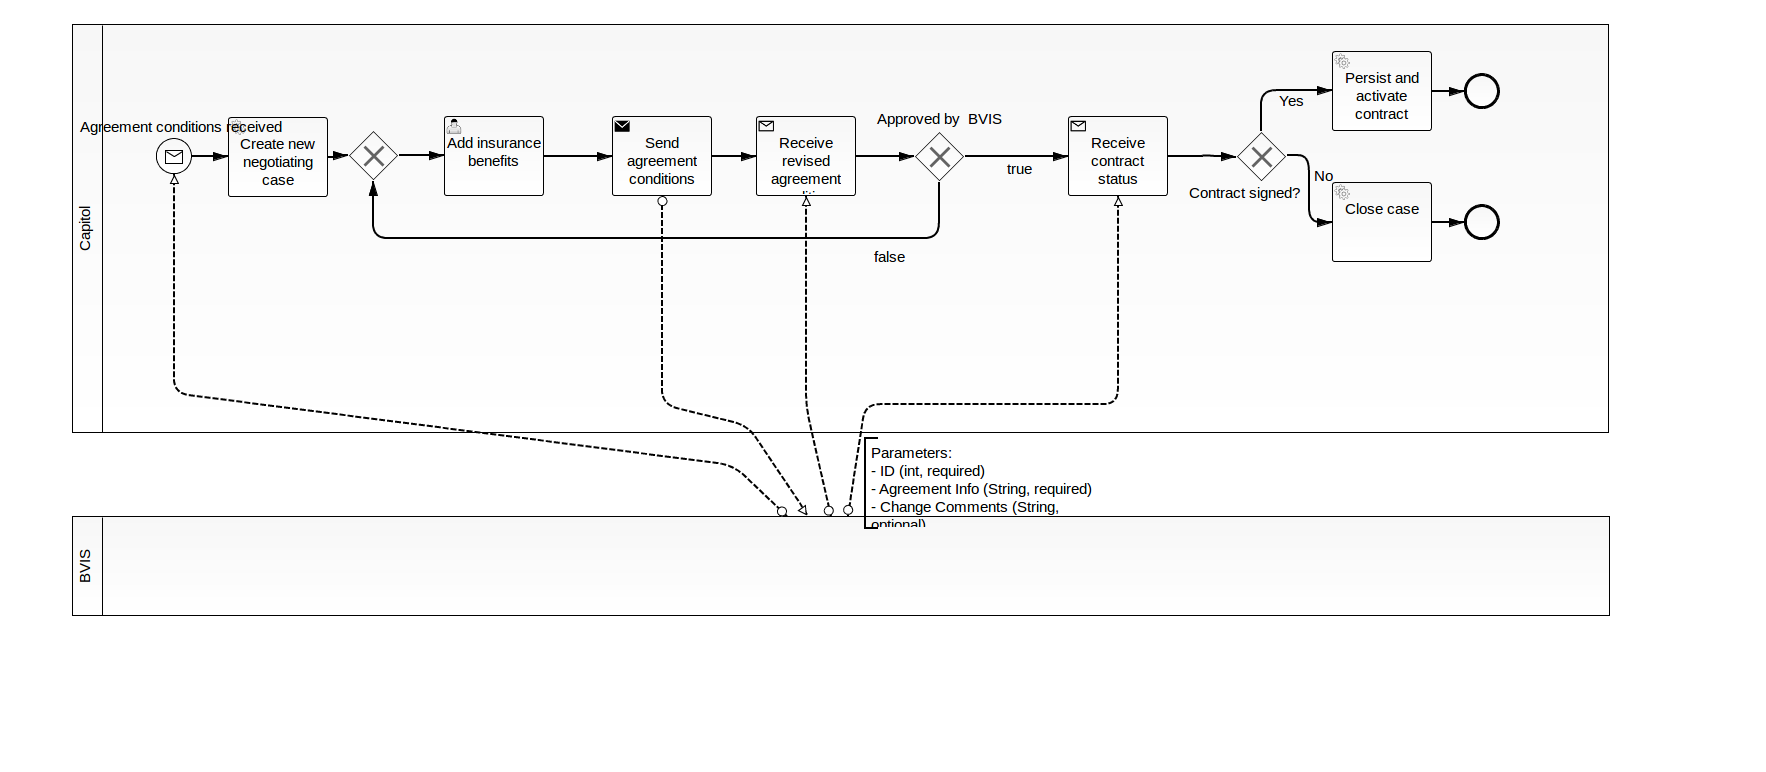 Capitol
Agreement conditions received
Create new
negotiating
case
Add insurance
benefits
Send
agreement
conditions
Receive
revised
agreement
Approved by  BVIS
true
false
Receive
contract
status
Contract signed?
Yes
No
Persist and
activate
contract
Close case
Parameters:
- ID (int, required)
- Agreement Info (String, required)
- Change Comments (String,
optional)
BVIS